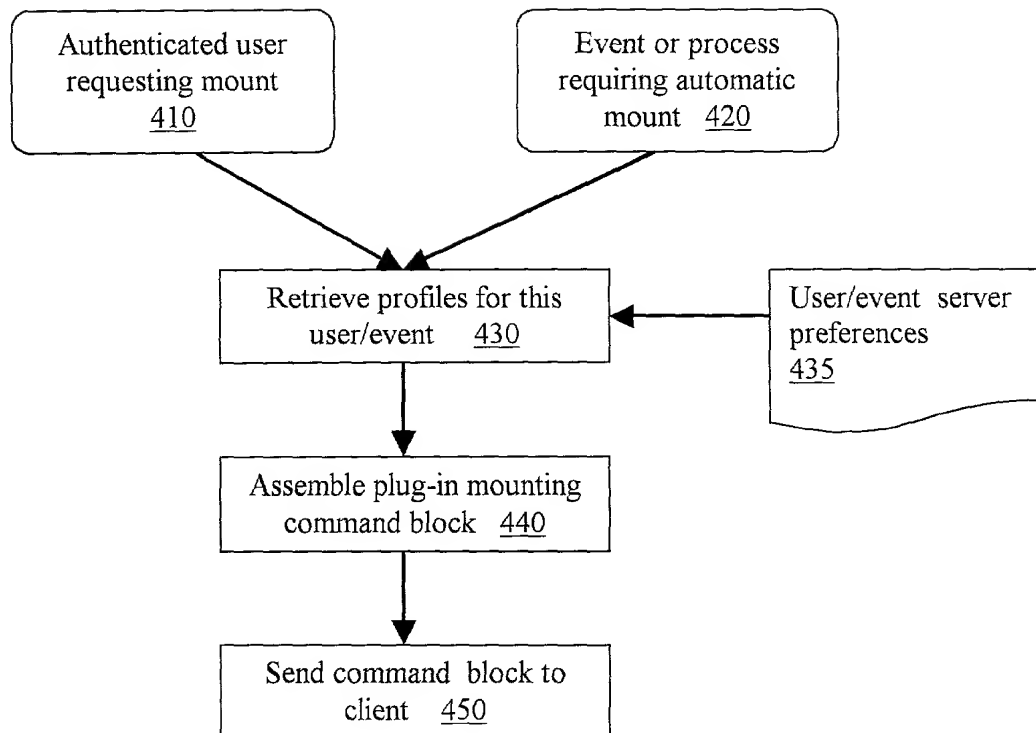 Authenticated user
requesting mount
410
Event or process
requiring automatic
mount 420
Retrieve profiles for this
user/event 430
User/event server
preferences
435
Assemble plug-in mounting
command block 440
Send command block to
client 450